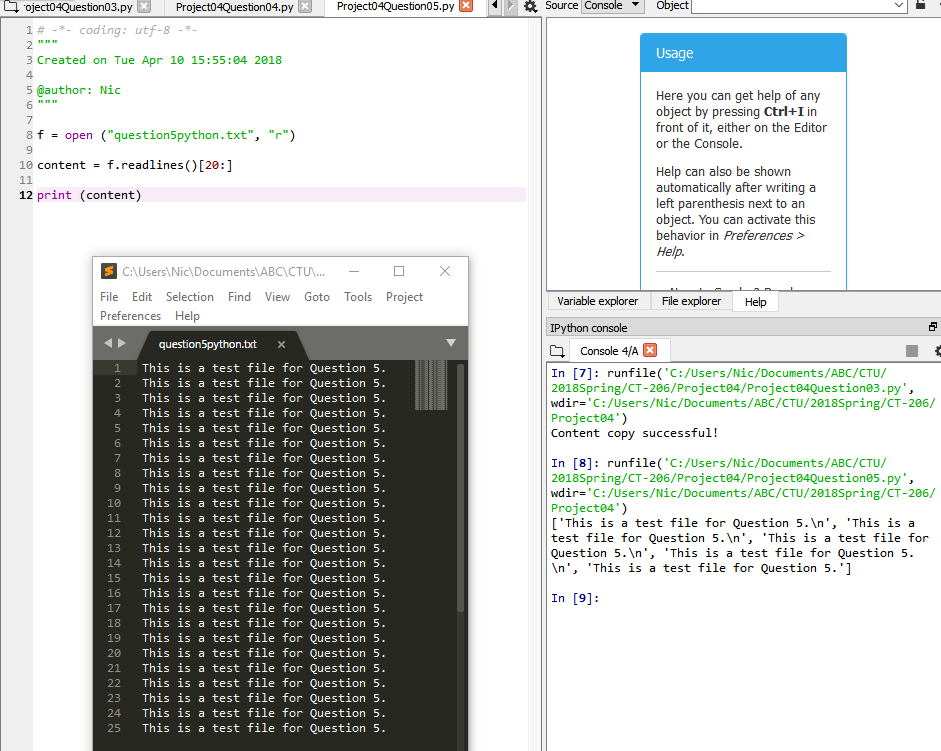 oject04Question03.py Project04Question04.py Project04Question05.py
Source Console Object
1 # -*- coding: utf-8 -*-
2 """
3 Created on Tue Apr 10 15:55:04 2018
4
5 @author: Nic
6 """
7
8 f = open ("question5python.txt", "r")
9
10 content = f.readlines()[20:]
11
12 print (content)
C:\Users\Nic\Documents\ABC\CTU\...
File Edit Selection Find View Goto Tools Project
Preferences Help
question5python.txt
1 This is a test file for Question 5.
2 This is a test file for Question 5.
3 This is a test file for Question 5.
4 This is a test file for Question 5.
5 This is a test file for Question 5.
6 This is a test file for Question 5.
7 This is a test file for Question 5.
8 This is a test file for Question 5.
9 This is a test file for Question 5.
10 This is a test file for Question 5.
11 This is a test file for Question 5.
12 This is a test file for Question 5.
13 This is a test file for Question 5.
14 This is a test file for Question 5.
15 This is a test file for Question 5.
16 This is a test file for Question 5.
17 This is a test file for Question 5.
18 This is a test file for Question 5.
19 This is a test file for Question 5.
20 This is a test file for Question 5.
21 This is a test file for Question 5.
22 This is a test file for Question 5.
23 This is a test file for Question 5.
24 This is a test file for Question 5.
25 This is a test file for Question 5.
Usage
Here you can get help of any
object by pressing Ctrl+I in
front of it, either on the Editor
or the Console.
Help can also be shown
automatically after writing a
left parenthesis next to an
object. You can activate this
behavior in Preferences >
Help.
Variable explorer File explorer Help
IPython console
Console 4/A
In [7]: runfile('C:/Users/Nic/Documents/ABC/CTU/
2018Spring/CT-206/Project04/Project04Question03.py',
wdir='C:/Users/Nic/Documents/ABC/CTU/2018Spring/CT-206/
Project04')
Content copy successful!
In [8]: runfile('C:/Users/Nic/Documents/ABC/CTU/
2018Spring/CT-206/Project04/Project04Question05.py',
wdir='C:/Users/Nic/Documents/ABC/CTU/2018Spring/CT-206/
Project04')
['This is a test file for Question 5.\n', 'This is a
test file for Question 5.\n', 'This is a test file for
Question 5.\n', 'This is a test file for Question 5.
\n', 'This is a test file for Question 5.']
In [9]: